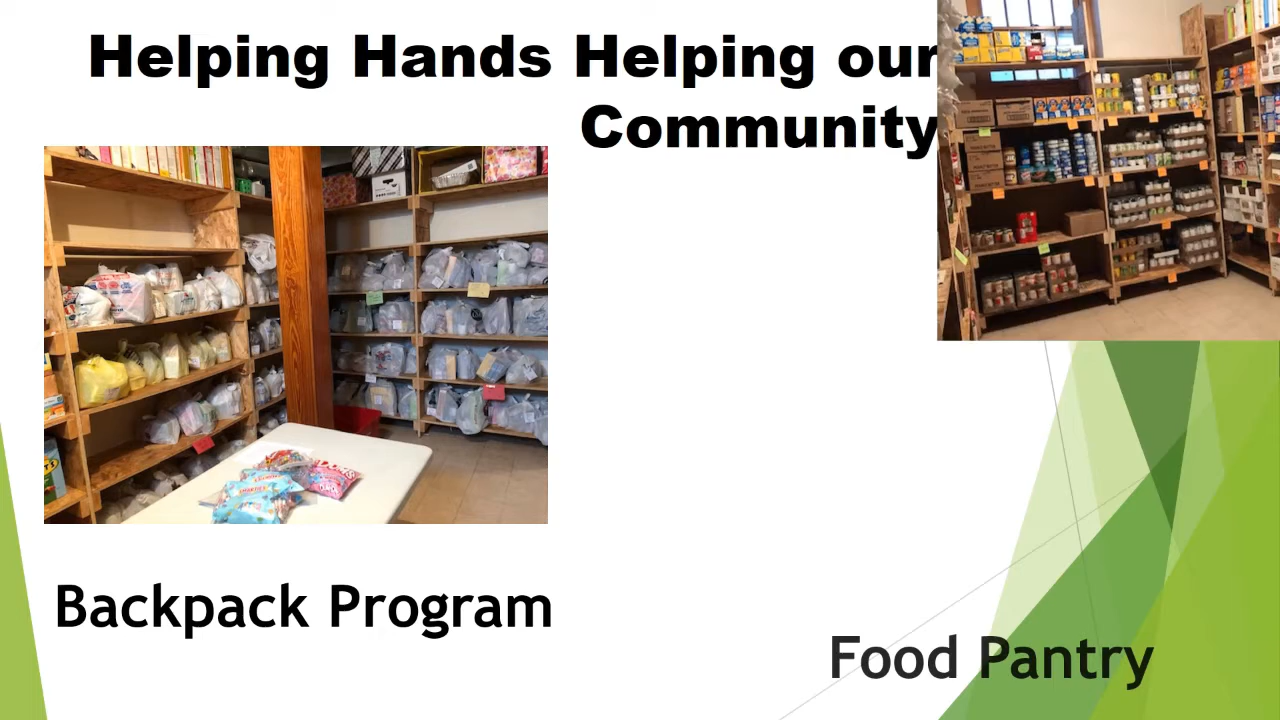 Helping Hands Helping our
Community
Backpack Program
Food Pantry